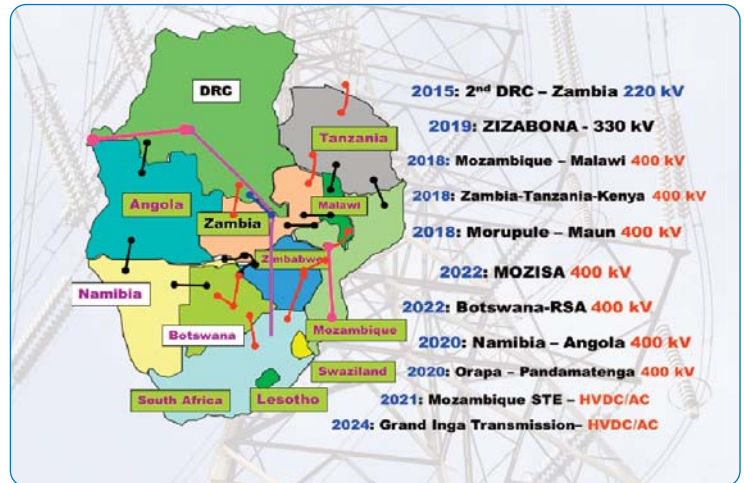 DRC
Tanzania
Angola
Zambia
Malawi
Zimbabwe
Namibia
Botswana
Mozambique
Swaziland
South Africa
Lesotho
2015: 2nd DRC – Zambia 220 kV
2019: ZIZABONA - 330 kV
2018: Mozambique – Malawi 400 kV
2018: Zambia-Tanzania-Kenya 400 kV
2018: Morupule – Maun 400 kV
2022: MOZISA 400 kV
2022: Botswana-RSA 400 kV
2020: Namibia – Angola 400 kV
2020: Orapa – Pandamatenga 400 kV
2021: Mozambique STE – HVDC/AC
2024: Grand Inga Transmission– HVDC/AC